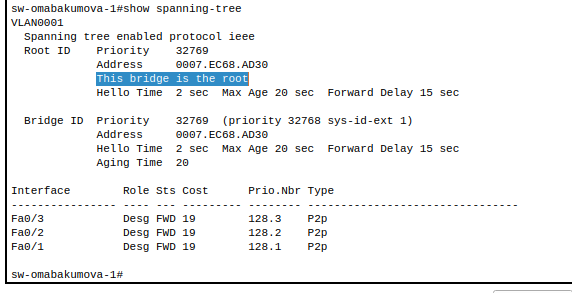 sw-omabakumova-1#show spanning-tree
VLAN0001
  Spanning tree enabled protocol ieee
  Root ID    Priority    32769
             Address     0007.EC68.AD30
             This bridge is the root
             Hello Time  2 sec  Max Age 20 sec  Forward Delay 15 sec

  Bridge ID  Priority    32769  (priority 32768 sys-id-ext 1)
             Address     0007.EC68.AD30
             Hello Time  2 sec  Max Age 20 sec  Forward Delay 15 sec
             Aging Time  20

Interface        Role Sts Cost      Prio.Nbr Type
---------------- ---- --- --------- -------- --------------------------------
Fa0/3            Desg FWD 19        128.3    P2p
Fa0/2            Desg FWD 19        128.2    P2p
Fa0/1            Desg FWD 19        128.1    P2p

sw-omabakumova-1#